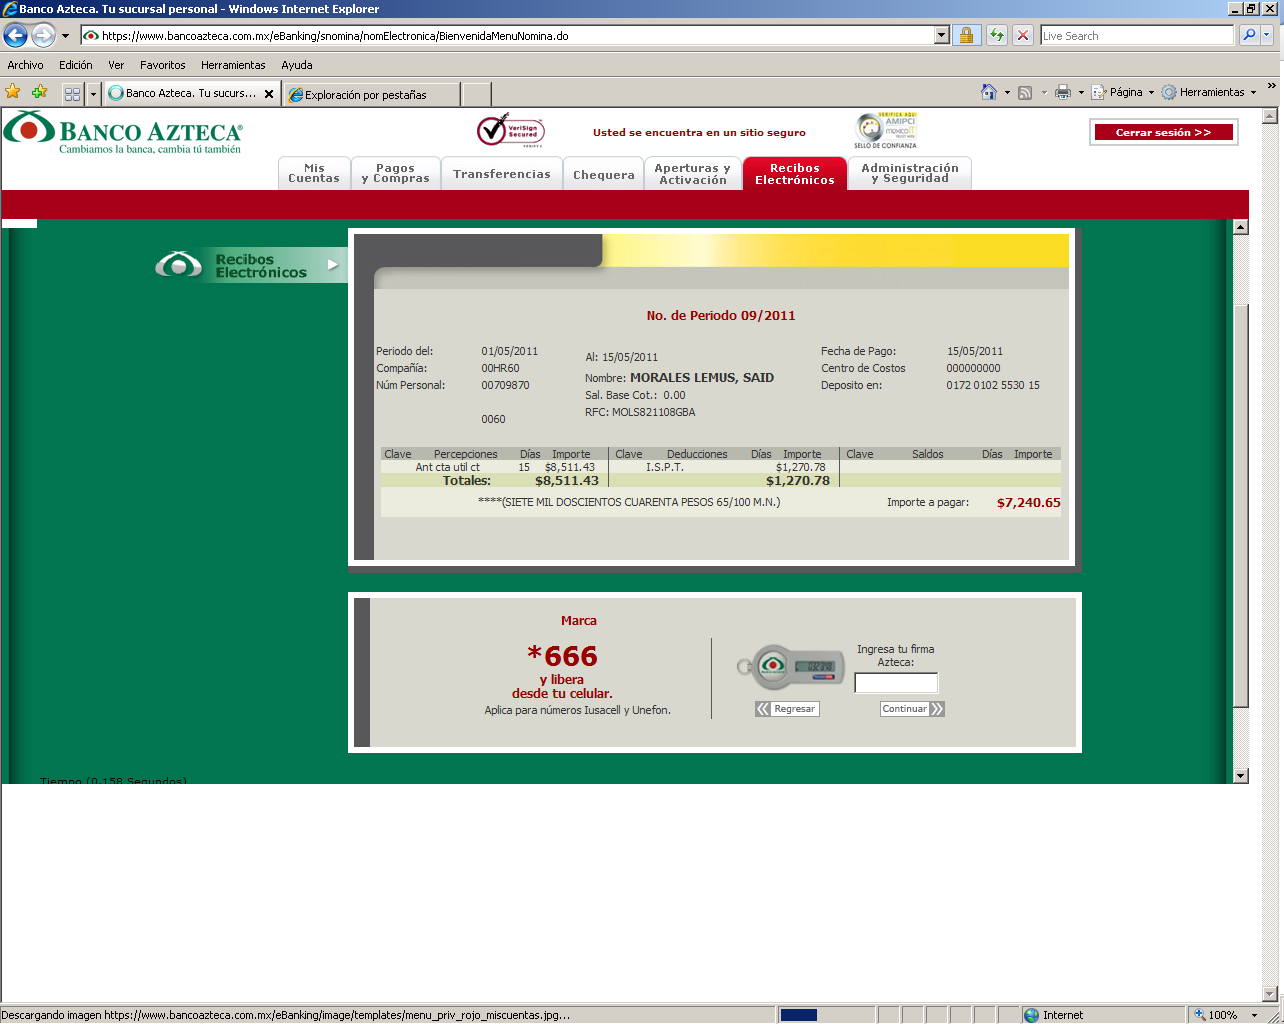 Banco Azteca. Tu sucursal personal - Windows Internet Explorer
https://www.bancoazteca.com.mx/eBanking/snomina/nomElectronica/BienvenidaMenuNomina.do
Live Search
Archivo Edición Ver Favoritos Herramientas Ayuda
Banco Azteca. Tu sucurs... Exploración por pestañas Página Herramientas
BANCO AZTECA®
Cambiamos la banca, cambia tú también
VeriSign Secured
VERIFY
Usted se encuentra en un sitio seguro
VERIFICA AQUI
AMIPCI
MéxicoIT
SELLO DE CONFIANZA
Cerrar sesión >>
Mis Cuentas Pagos y Compras Transferencias Chequera Aperturas y Activación Recibos Electrónicos Administración y Seguridad
Recibos
Electrónicos
No. de Periodo 09/2011
Periodo del: 01/05/2011 Al: 15/05/2011 Fecha de Pago: 15/05/2011
Compañía: 00HR60 Nombre: MORALES LEMUS, SAID Centro de Costos 000000000
Núm Personal: 00709870 Sal. Base Cot.: 0.00 Deposito en: 0172 0102 5530 15
RFC: MOLS821108GBA
0060
Clave Percepciones Días Importe Clave Deducciones Días Importe Clave Saldos Días Importe
Ant cta util ct 15 $8,511.43 I.S.P.T. $1,270.78
Totales: $8,511.43 $1,270.78
****(SIETE MIL DOSCIENTOS CUARENTA PESOS 65/100 M.N.) Importe a pagar: $7,240.65
Marca
*666
y libera
desde tu celular.
Aplica para números Iusacell y Unefon.
Ingresa tu firma
Azteca:
Regresar Continuar
Tiempo (0.158 Segundos)
Descargando imagen https://www.bancoazteca.com.mx/eBanking/image/templates/menu_priv_rojo_miscuentas.jpg... Internet 100%